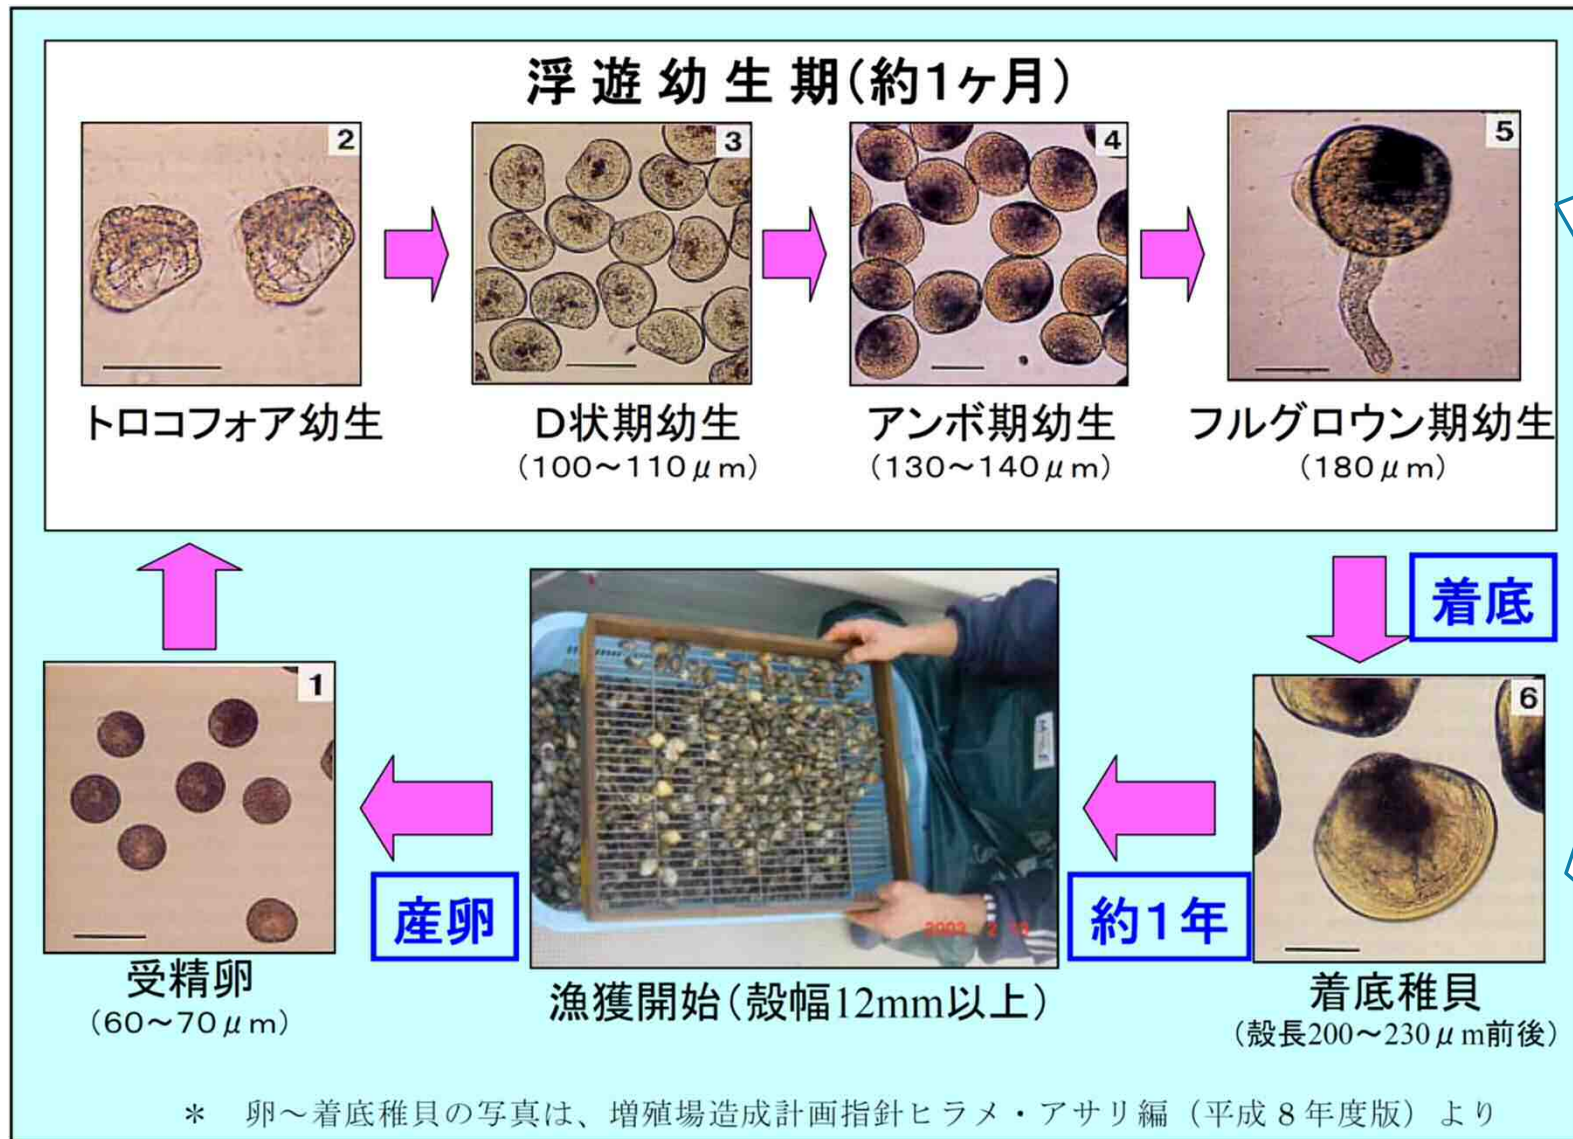 浮遊幼生期(約1ヶ月)
2
3
4
5
トロコフォア幼生
D状期幼生
(100～110μm)
アンボ期幼生
(130～140μm)
フルグロウン期幼生
(180μm)
着底
1
6
産卵
約1年
受精卵
(60～70μm)
漁獲開始(殻幅12mm以上)
着底稚貝
(殻長200～230μm前後)
＊　卵～着底稚貝の写真は、増殖場造成計画指針ヒラメ・アサリ編（平成8年度版）より